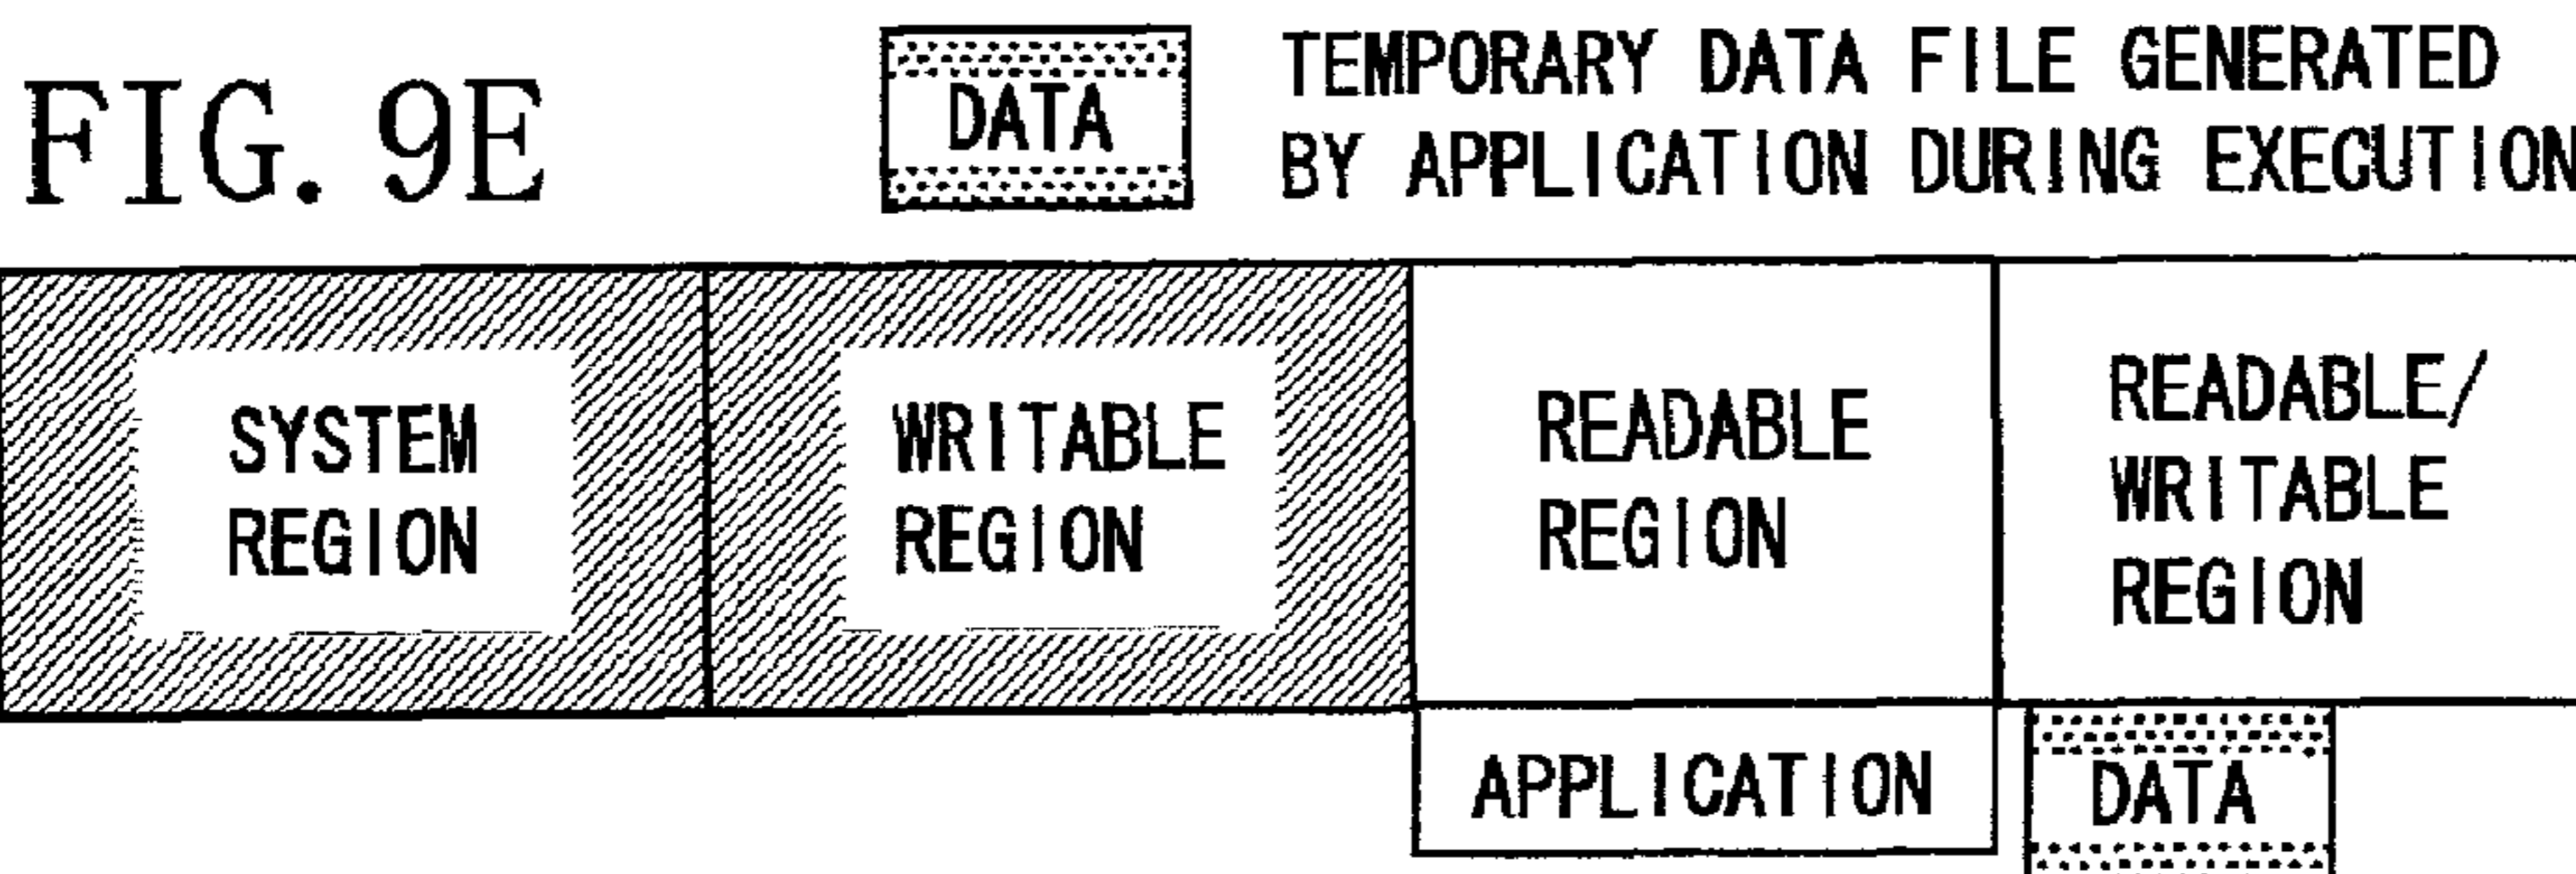 FIG. 9E
DATA
TEMPORARY DATA FILE GENERATED
BY APPLICATION DURING EXECUTION
SYSTEM
REGION
WRITABLE
REGION
READABLE
REGION
READABLE/
WRITABLE
REGION
APPLICATION
DATA